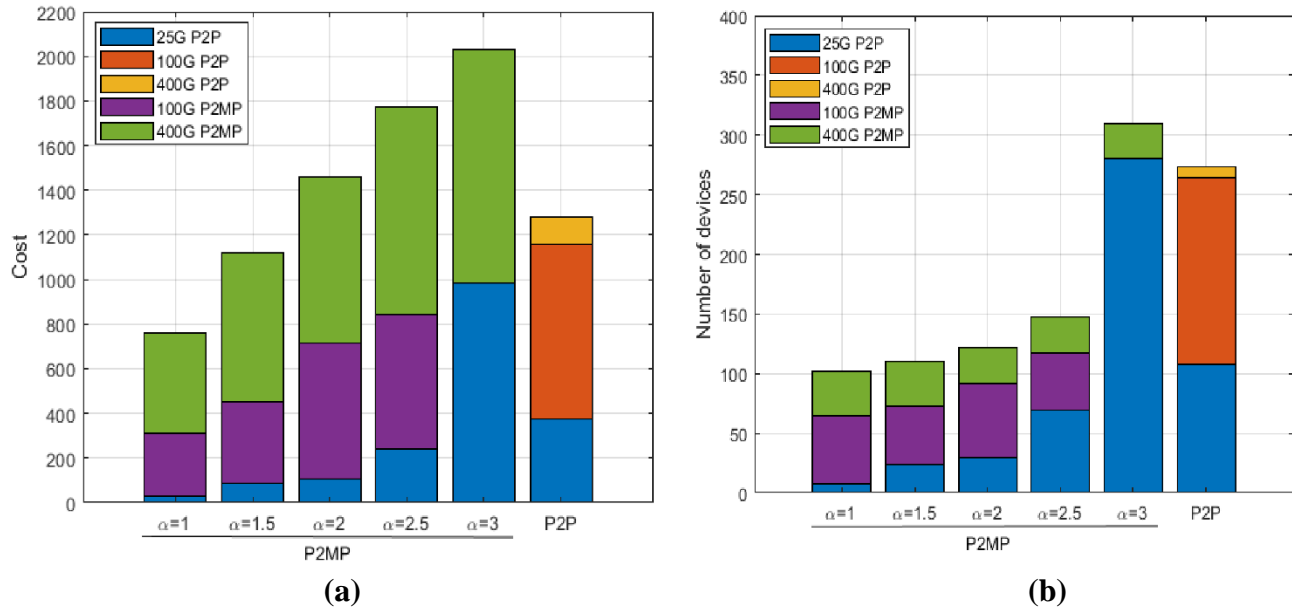 2200
2000
1800
1600
1400
1200
1000
800
600
400
200
0
Cost
25G P2P
100G P2P
400G P2P
100G P2MP
400G P2MP
α=1 α=1.5 α=2 α=2.5 α=3 P2P
P2MP
(a)
400
350
300
250
200
150
100
50
0
Number of devices
25G P2P
100G P2P
400G P2P
100G P2MP
400G P2MP
α=1 α=1.5 α=2 α=2.5 α=3 P2P
P2MP
(b)